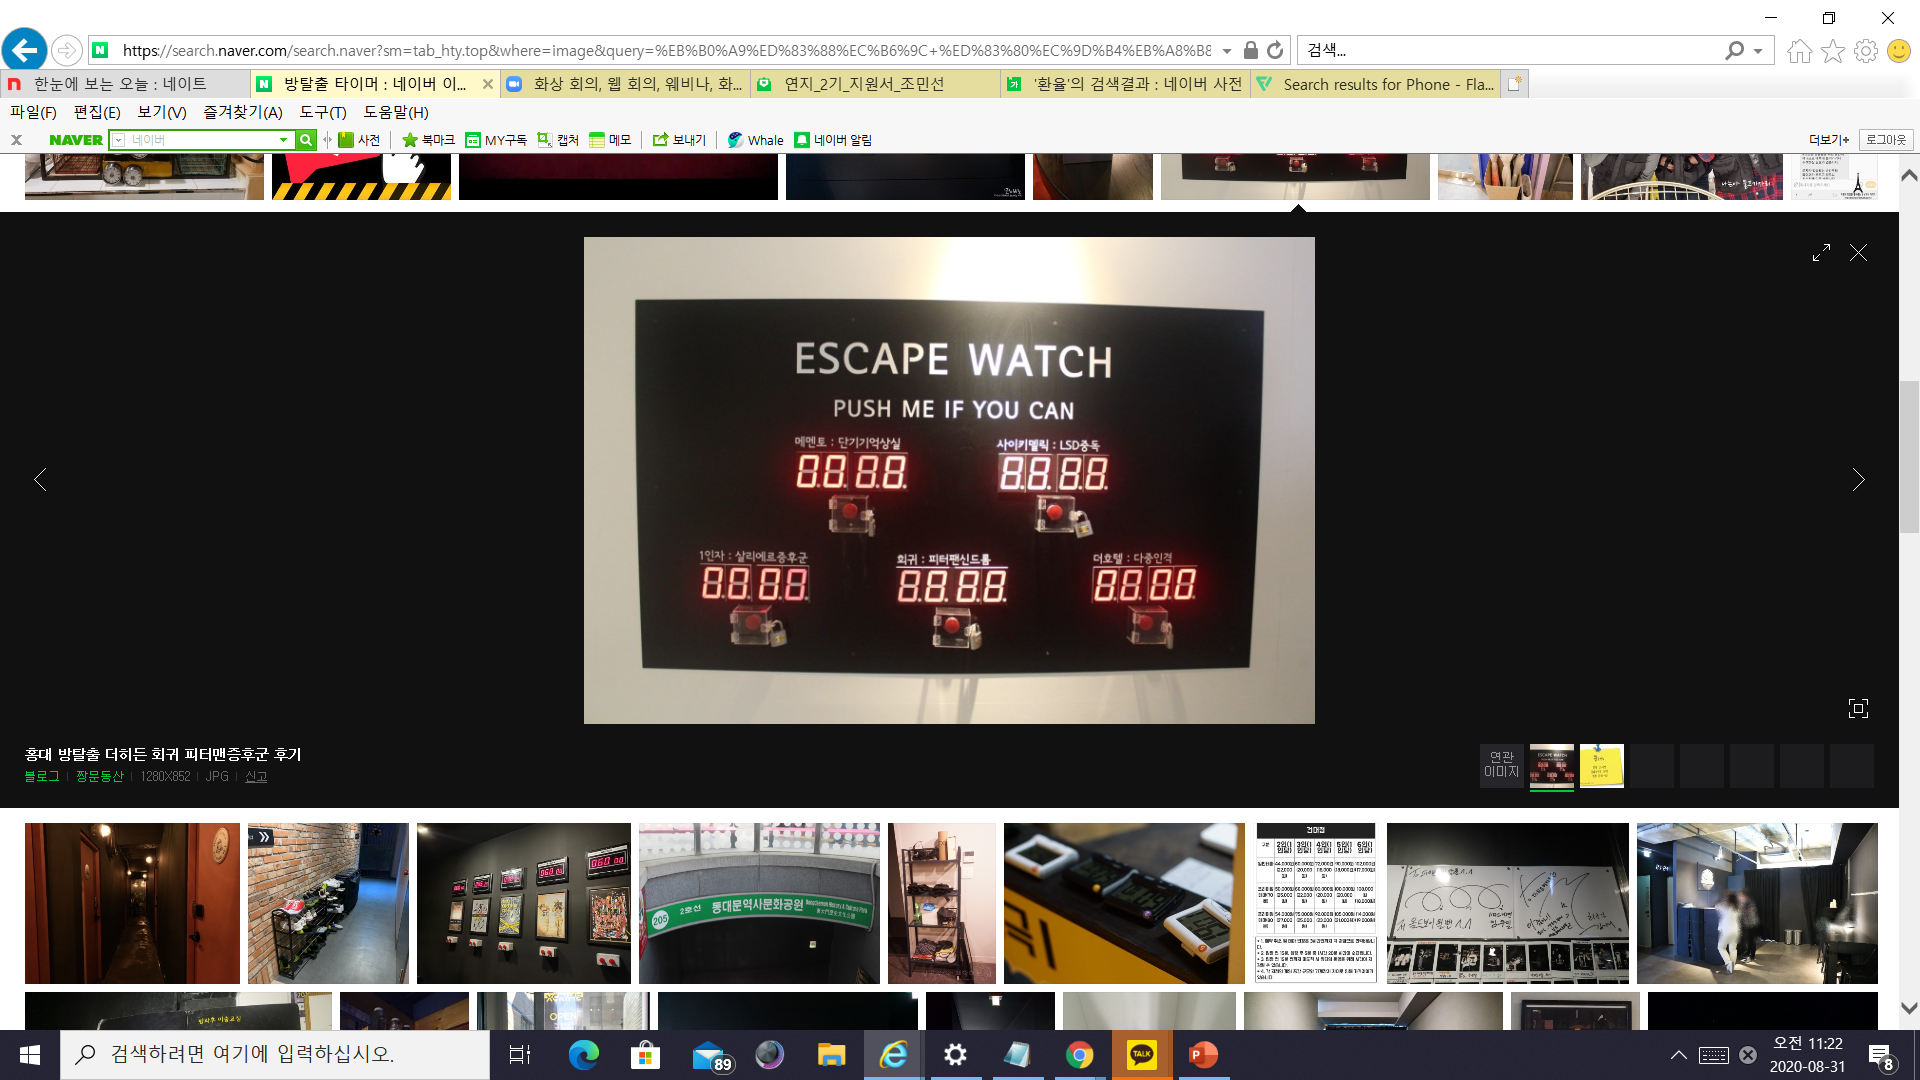 https://search.naver.com/search.naver?sm=tab_hty.top&where=image&query=%EB%B0%A9%ED%83%88%EC%B6%9C+%ED%83%80%EC%9D%B4%EB%A8%B8
검색...
한눈에 보는 오늘 : 네이트
방탈출 타이머 : 네이버 이...
화상 회의, 웹 회의, 웨비나, 화...
연지_2기_지원서_조민선
'환율'의 검색결과 : 네이버 사전
Search results for Phone - Fla...
파일(F) 편집(E) 보기(V) 즐겨찾기(A) 도구(T) 도움말(H)
NAVER 네이버 사전 북마크 MY구독 캡처 메모 보내기 Whale 네이버 알림 더보기+ 로그아웃
ESCAPE WATCH
PUSH ME IF YOU CAN
메멘토 : 단기기억상실
사이키델릭 : LSD중독
1인자 : 살리에르증후군
회귀 : 피터팬신드롬
더호텔 : 다중인격
홍대 방탈출 더히든 회귀 피터맨증후군 후기
블로그 짱문동산 1280X852 JPG 신고
연관
이미지
205 2호선 동대문역사문화공원
건대점
OPEN
검색하려면 여기에 입력하십시오.
89
TALK
오전 11:22
2020-08-31
8